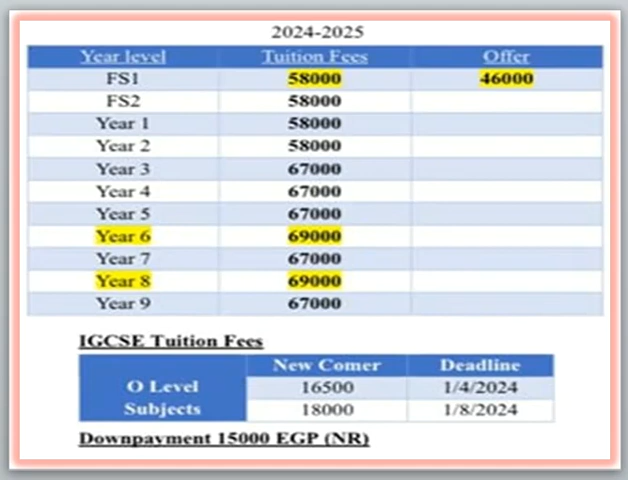 2024-2025
Year level Tuition Fees Offer
FS1 58000 46000
FS2 58000
Year 1 58000
Year 2 58000
Year 3 67000
Year 4 67000
Year 5 67000
Year 6 69000
Year 7 67000
Year 8 69000
Year 9 67000
IGCSE Tuition Fees
New Comer Deadline
O Level 16500 1/4/2024
Subjects 18000 1/8/2024
Downpayment 15000 EGP (NR)